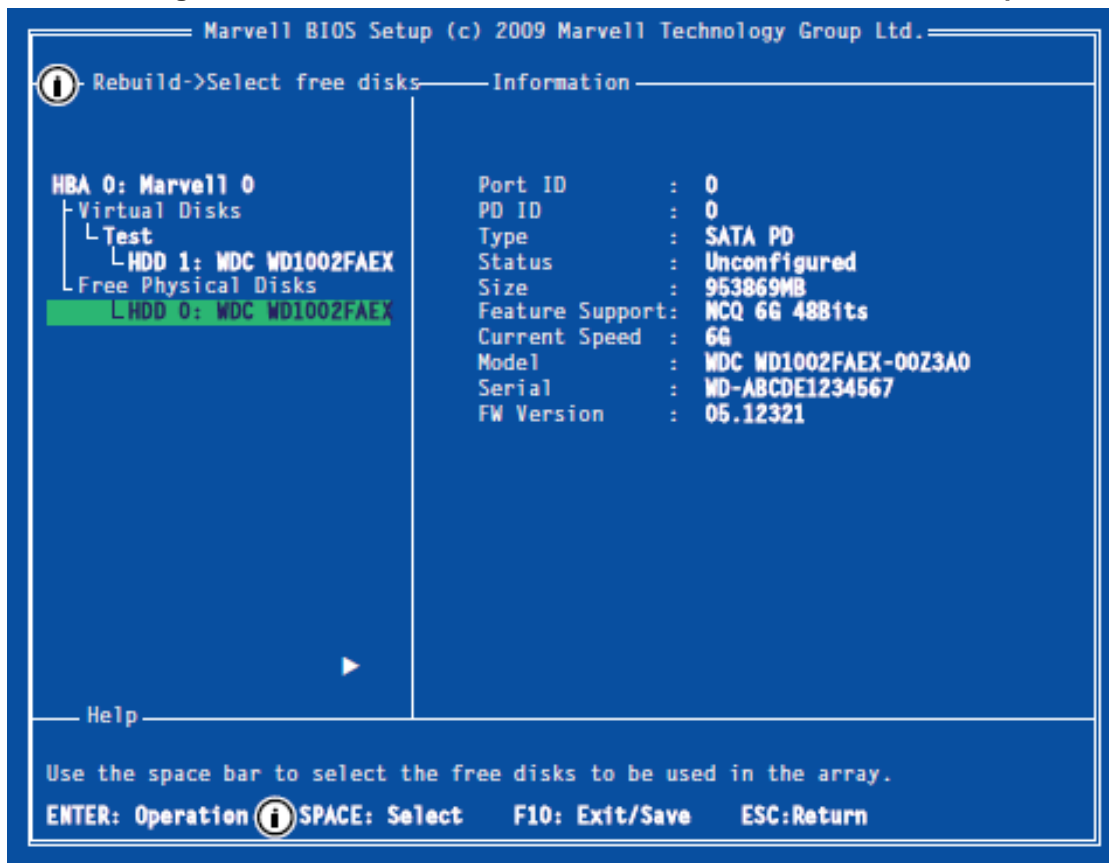 Marvell BIOS Setup (c) 2009 Marvell Technology Group Ltd.
Rebuild->Select free disks
Information
HBA 0: Marvell 0
Virtual Disks
Test
HDD 1: WDC WD1002FAEX
Free Physical Disks
HDD 0: WDC WD1002FAEX
Port ID : 0
PD ID : 0
Type : SATA PD
Status : Unconfigured
Size : 953869MB
Feature Support: NCQ 6G 48Bits
Current Speed : 6G
Model : WDC WD1002FAEX-00Z3A0
Serial : WD-ABCDE1234567
FW Version : 05.12321
Help
Use the space bar to select the free disks to be used in the array.
ENTER: Operation i SPACE: Select F10: Exit/Save ESC:Return